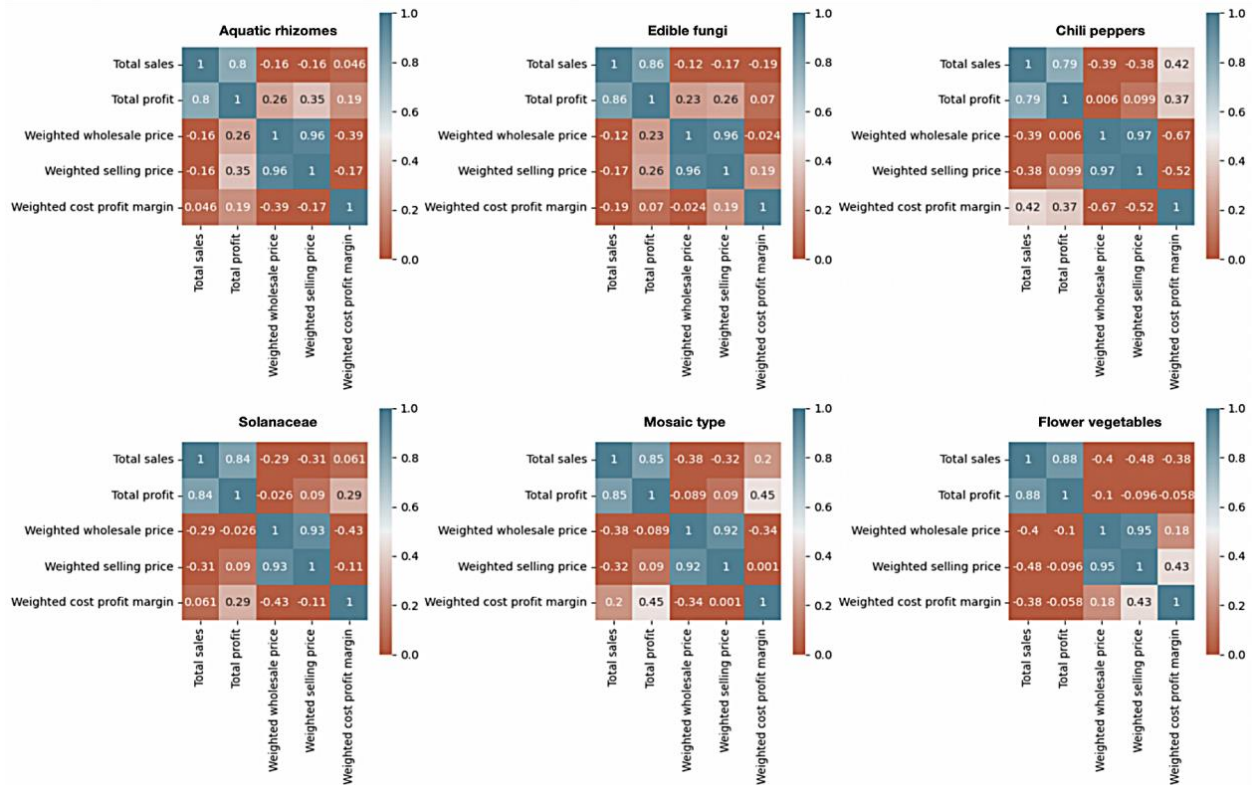 Aquatic rhizomes
Total sales 1 0.8 -0.16 -0.16 0.046
Total profit 0.8 1 0.26 0.35 0.19
Weighted wholesale price -0.16 0.26 1 0.96 -0.39
Weighted selling price -0.16 0.35 0.96 1 -0.17
Weighted cost profit margin 0.046 0.19 -0.39 -0.17 1
Total sales
Total profit
Weighted wholesale price
Weighted selling price
Weighted cost profit margin
1.0
0.8
0.6
0.4
0.2
0.0
Edible fungi
Total sales 1 0.86 -0.12 -0.17 -0.19
Total profit 0.86 1 0.23 0.26 0.07
Weighted wholesale price -0.12 0.23 1 0.96 -0.024
Weighted selling price -0.17 0.26 0.96 1 0.19
Weighted cost profit margin -0.19 0.07 -0.024 0.19 1
Total sales
Total profit
Weighted wholesale price
Weighted selling price
Weighted cost profit margin
1.0
0.8
0.6
0.4
0.2
0.0
Chili peppers
Total sales 1 0.79 -0.39 -0.38 0.42
Total profit 0.79 1 0.006 0.099 0.37
Weighted wholesale price -0.39 0.006 1 0.97 -0.67
Weighted selling price -0.38 0.099 0.97 1 -0.52
Weighted cost profit margin 0.42 0.37 -0.67 -0.52 1
Total sales
Total profit
Weighted wholesale price
Weighted selling price
Weighted cost profit margin
1.0
0.8
0.6
0.4
0.2
0.0
Solanaceae
Total sales 1 0.84 -0.29 -0.31 0.061
Total profit 0.84 1 -0.026 0.09 0.29
Weighted wholesale price -0.29 -0.026 1 0.93 -0.43
Weighted selling price -0.31 0.09 0.93 1 -0.11
Weighted cost profit margin 0.061 0.29 -0.43 -0.11 1
Total sales
Total profit
Weighted wholesale price
Weighted selling price
Weighted cost profit margin
1.0
0.8
0.6
0.4
0.2
0.0
Mosaic type
Total sales 1 0.85 -0.38 -0.32 0.2
Total profit 0.85 1 -0.089 0.09 0.45
Weighted wholesale price -0.38 -0.089 1 0.92 -0.34
Weighted selling price -0.32 0.09 0.92 1 0.001
Weighted cost profit margin 0.2 0.45 -0.34 0.001 1
Total sales
Total profit
Weighted wholesale price
Weighted selling price
Weighted cost profit margin
1.0
0.8
0.6
0.4
0.2
0.0
Flower vegetables
Total sales 1 0.88 -0.4 -0.48 -0.38
Total profit 0.88 1 -0.1 -0.096 -0.058
Weighted wholesale price -0.4 -0.1 1 0.95 0.18
Weighted selling price -0.48 -0.096 0.95 1 0.43
Weighted cost profit margin -0.38 -0.058 0.18 0.43 1
Total sales
Total profit
Weighted wholesale price
Weighted selling price
Weighted cost profit margin
1.0
0.8
0.6
0.4
0.2
0.0